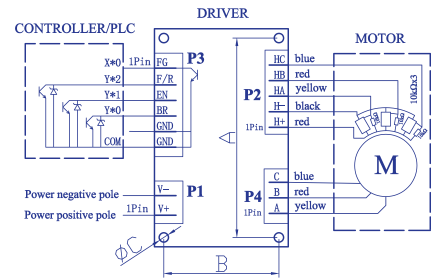 DRIVER
CONTROLLER/PLC
MOTOR
X*0 1Pin FG P3
Y*2 F/R
Y*1 EN
Y*0 BR
GND
COM GND
HC blue
HB red
P2 HA yellow
H- black
1Pin H+ red
10kΩx3
M
A
P1
Power negative pole V-
Power positive pole 1Pin V+
C blue
P4 B red
1Pin A yellow
ØC
B